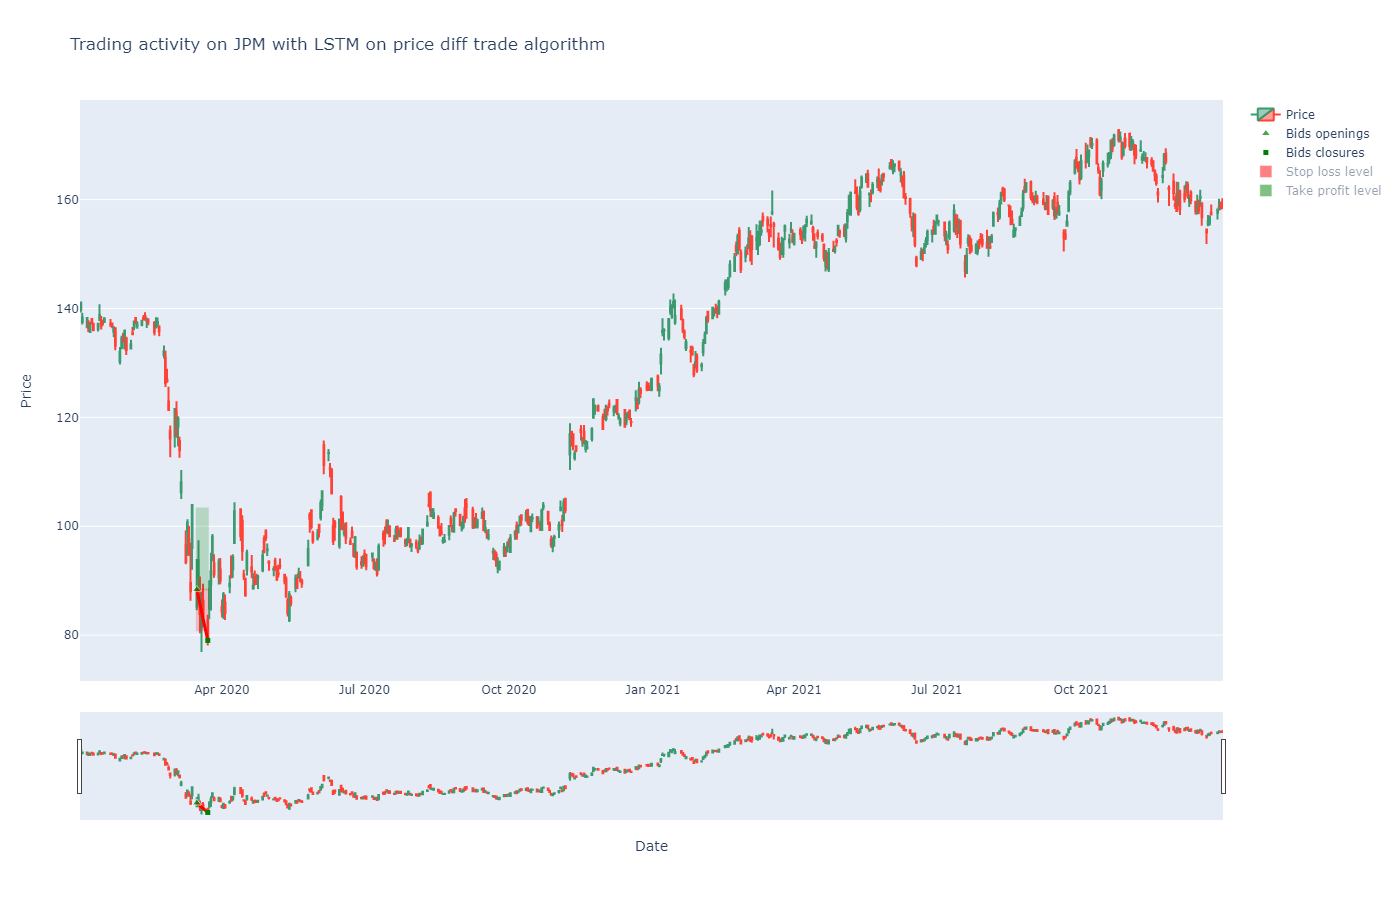 Trading activity on JPM with LSTM on price diff trade algorithm
Price
Bids openings
Bids closures
Stop loss level
Take profit level
Price
160
140
120
100
80
Apr 2020
Jul 2020
Oct 2020
Jan 2021
Apr 2021
Jul 2021
Oct 2021
Date